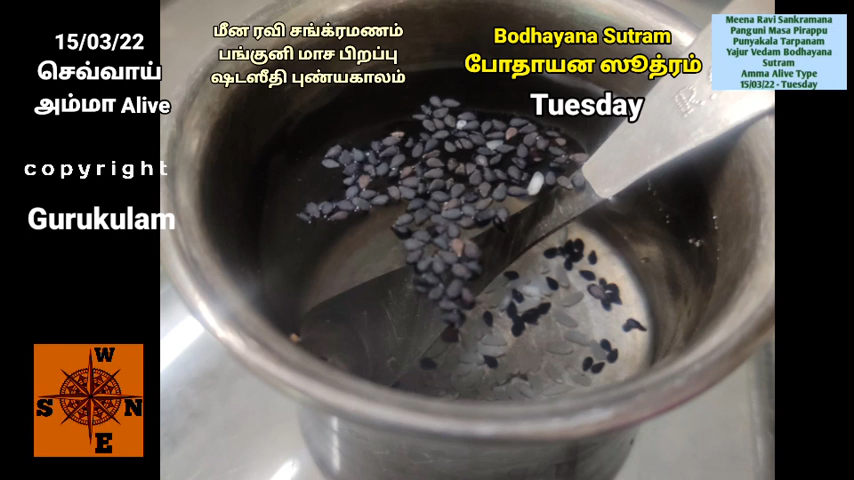 15/03/22
செவ்வாய்
அம்மா Alive
copyright
Gurukulam
மீன ரவி சங்க்ரமணம்
பங்குனி மாச பிறப்பு
ஷடஸீதி புண்யகாலம்
Bodhayana Sutram
போதாயன ஸூத்ரம்
Tuesday
Meena Ravi Sankramana
Panguni Masa Pirappu
Punyakala Tarpanam
Yajur Vedam Bodhayana
Sutram
Amma Alive Type
15/03/22 - Tuesday
W
S N
E